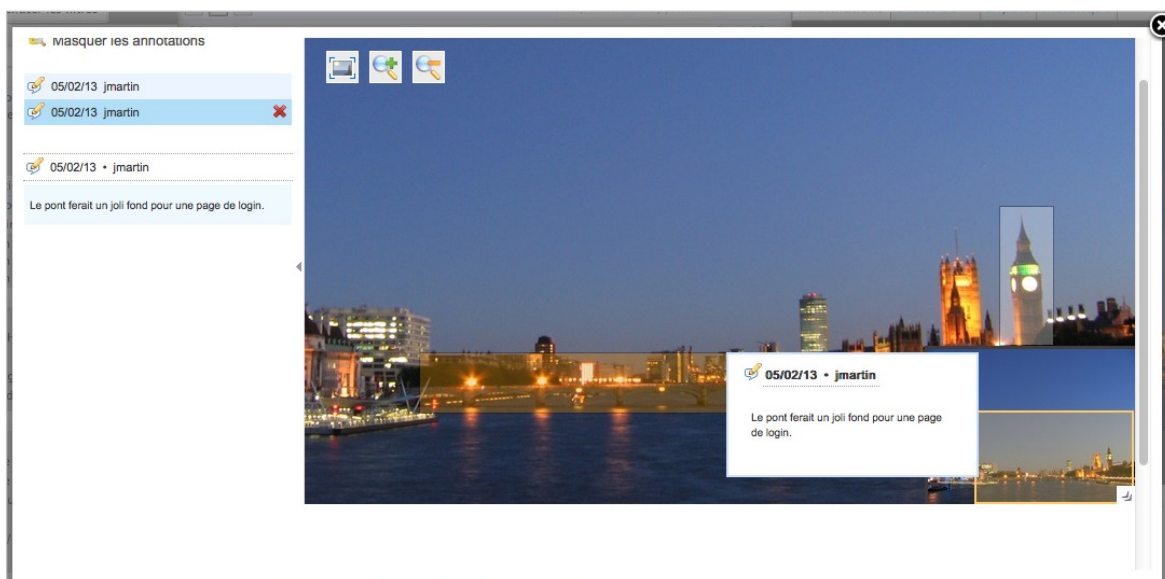 Masquer les annotations
05/02/13 jmartin
05/02/13 jmartin
05/02/13 • jmartin
Le pont ferait un joli fond pour une page de login.
05/02/13 • jmartin
Le pont ferait un joli fond pour une page
de login.